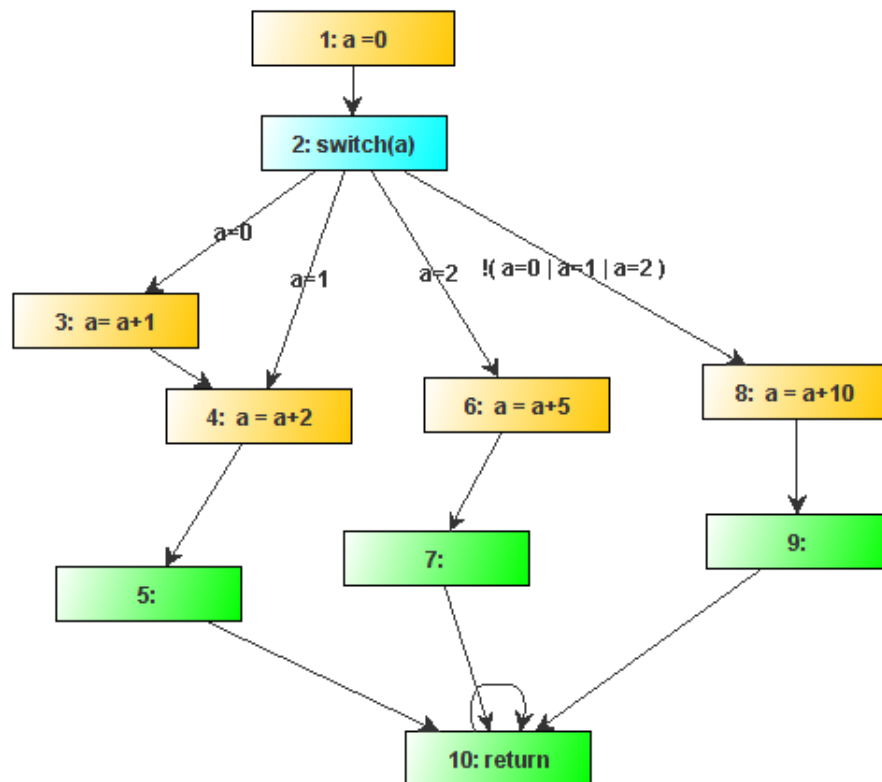 1: a =0
2: switch(a)
a=0
a=1
a=2
!( a=0 | a=1 | a=2 )
3:  a= a+1
4:  a = a+2
6:  a = a+5
8:  a = a+10
5:
7:
9:
10: return